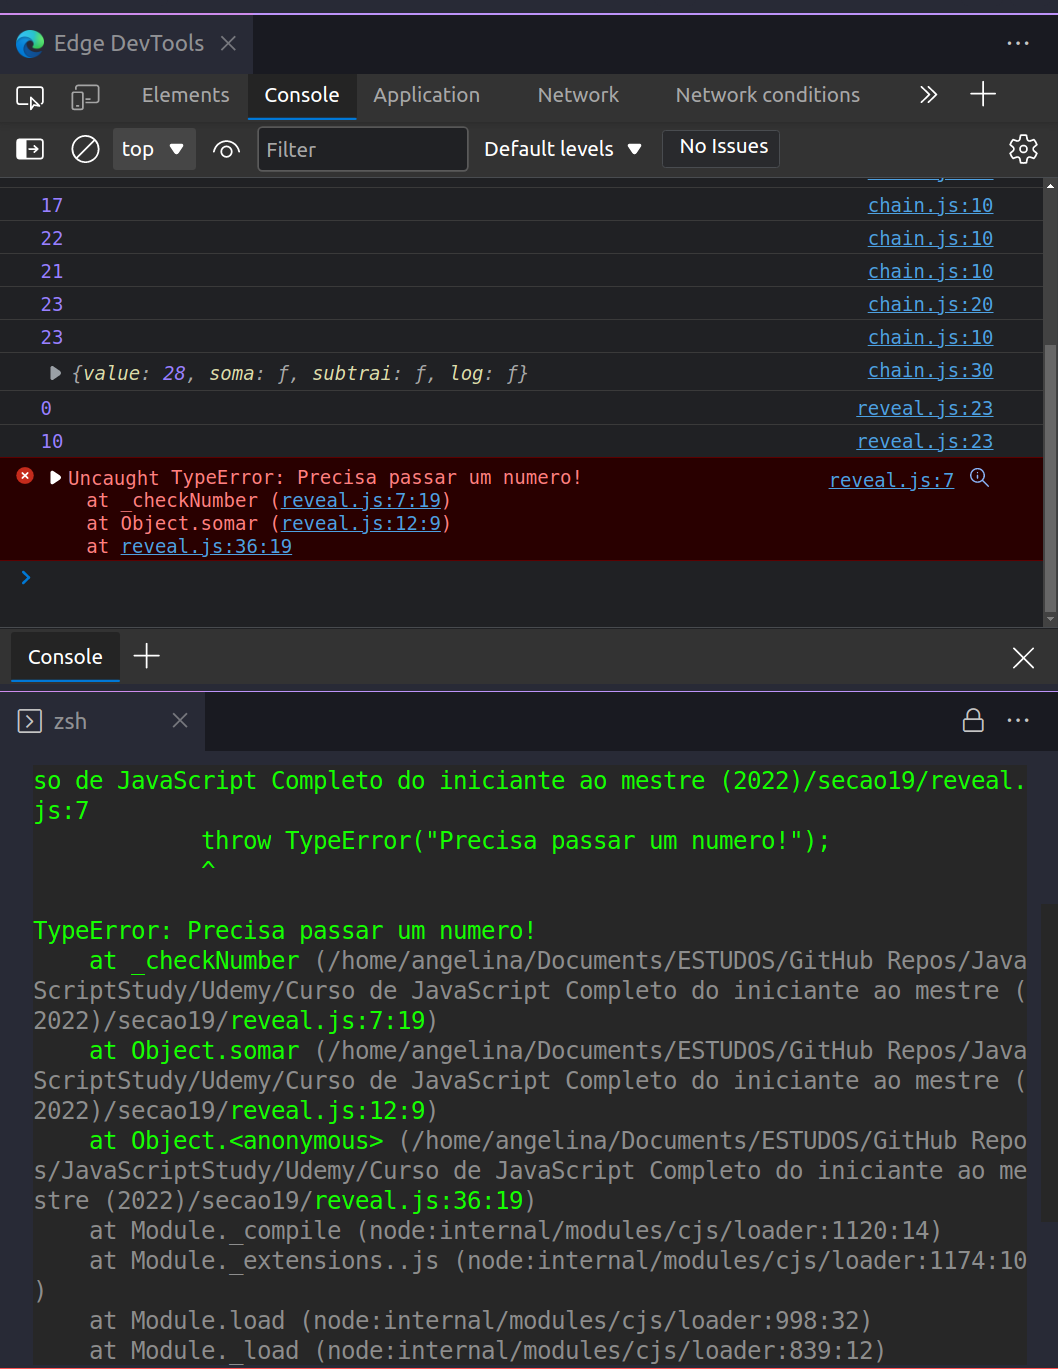 Edge DevTools
Elements Console Application Network Network conditions
top Filter Default levels No Issues
17 chain.js:10
22 chain.js:10
21 chain.js:10
23 chain.js:20
23 chain.js:10
{value: 28, soma: ƒ, subtrai: ƒ, log: ƒ} chain.js:30
0 reveal.js:23
10 reveal.js:23
Uncaught TypeError: Precisa passar um numero! reveal.js:7
at _checkNumber (reveal.js:7:19)
at Object.somar (reveal.js:12:9)
at reveal.js:36:19
Console
zsh
so de JavaScript Completo do iniciante ao mestre (2022)/secao19/reveal.
js:7
throw TypeError("Precisa passar um numero!");
^
TypeError: Precisa passar um numero!
at _checkNumber (/home/angelina/Documents/ESTUDOS/GitHub Repos/Java
ScriptStudy/Udemy/Curso de JavaScript Completo do iniciante ao mestre (
2022)/secao19/reveal.js:7:19)
at Object.somar (/home/angelina/Documents/ESTUDOS/GitHub Repos/Java
ScriptStudy/Udemy/Curso de JavaScript Completo do iniciante ao mestre (
2022)/secao19/reveal.js:12:9)
at Object.<anonymous> (/home/angelina/Documents/ESTUDOS/GitHub Repo
s/JavaScriptStudy/Udemy/Curso de JavaScript Completo do iniciante ao me
stre (2022)/secao19/reveal.js:36:19)
at Module._compile (node:internal/modules/cjs/loader:1120:14)
at Module._extensions..js (node:internal/modules/cjs/loader:1174:10
)
at Module.load (node:internal/modules/cjs/loader:998:32)
at Module._load (node:internal/modules/cjs/loader:839:12)